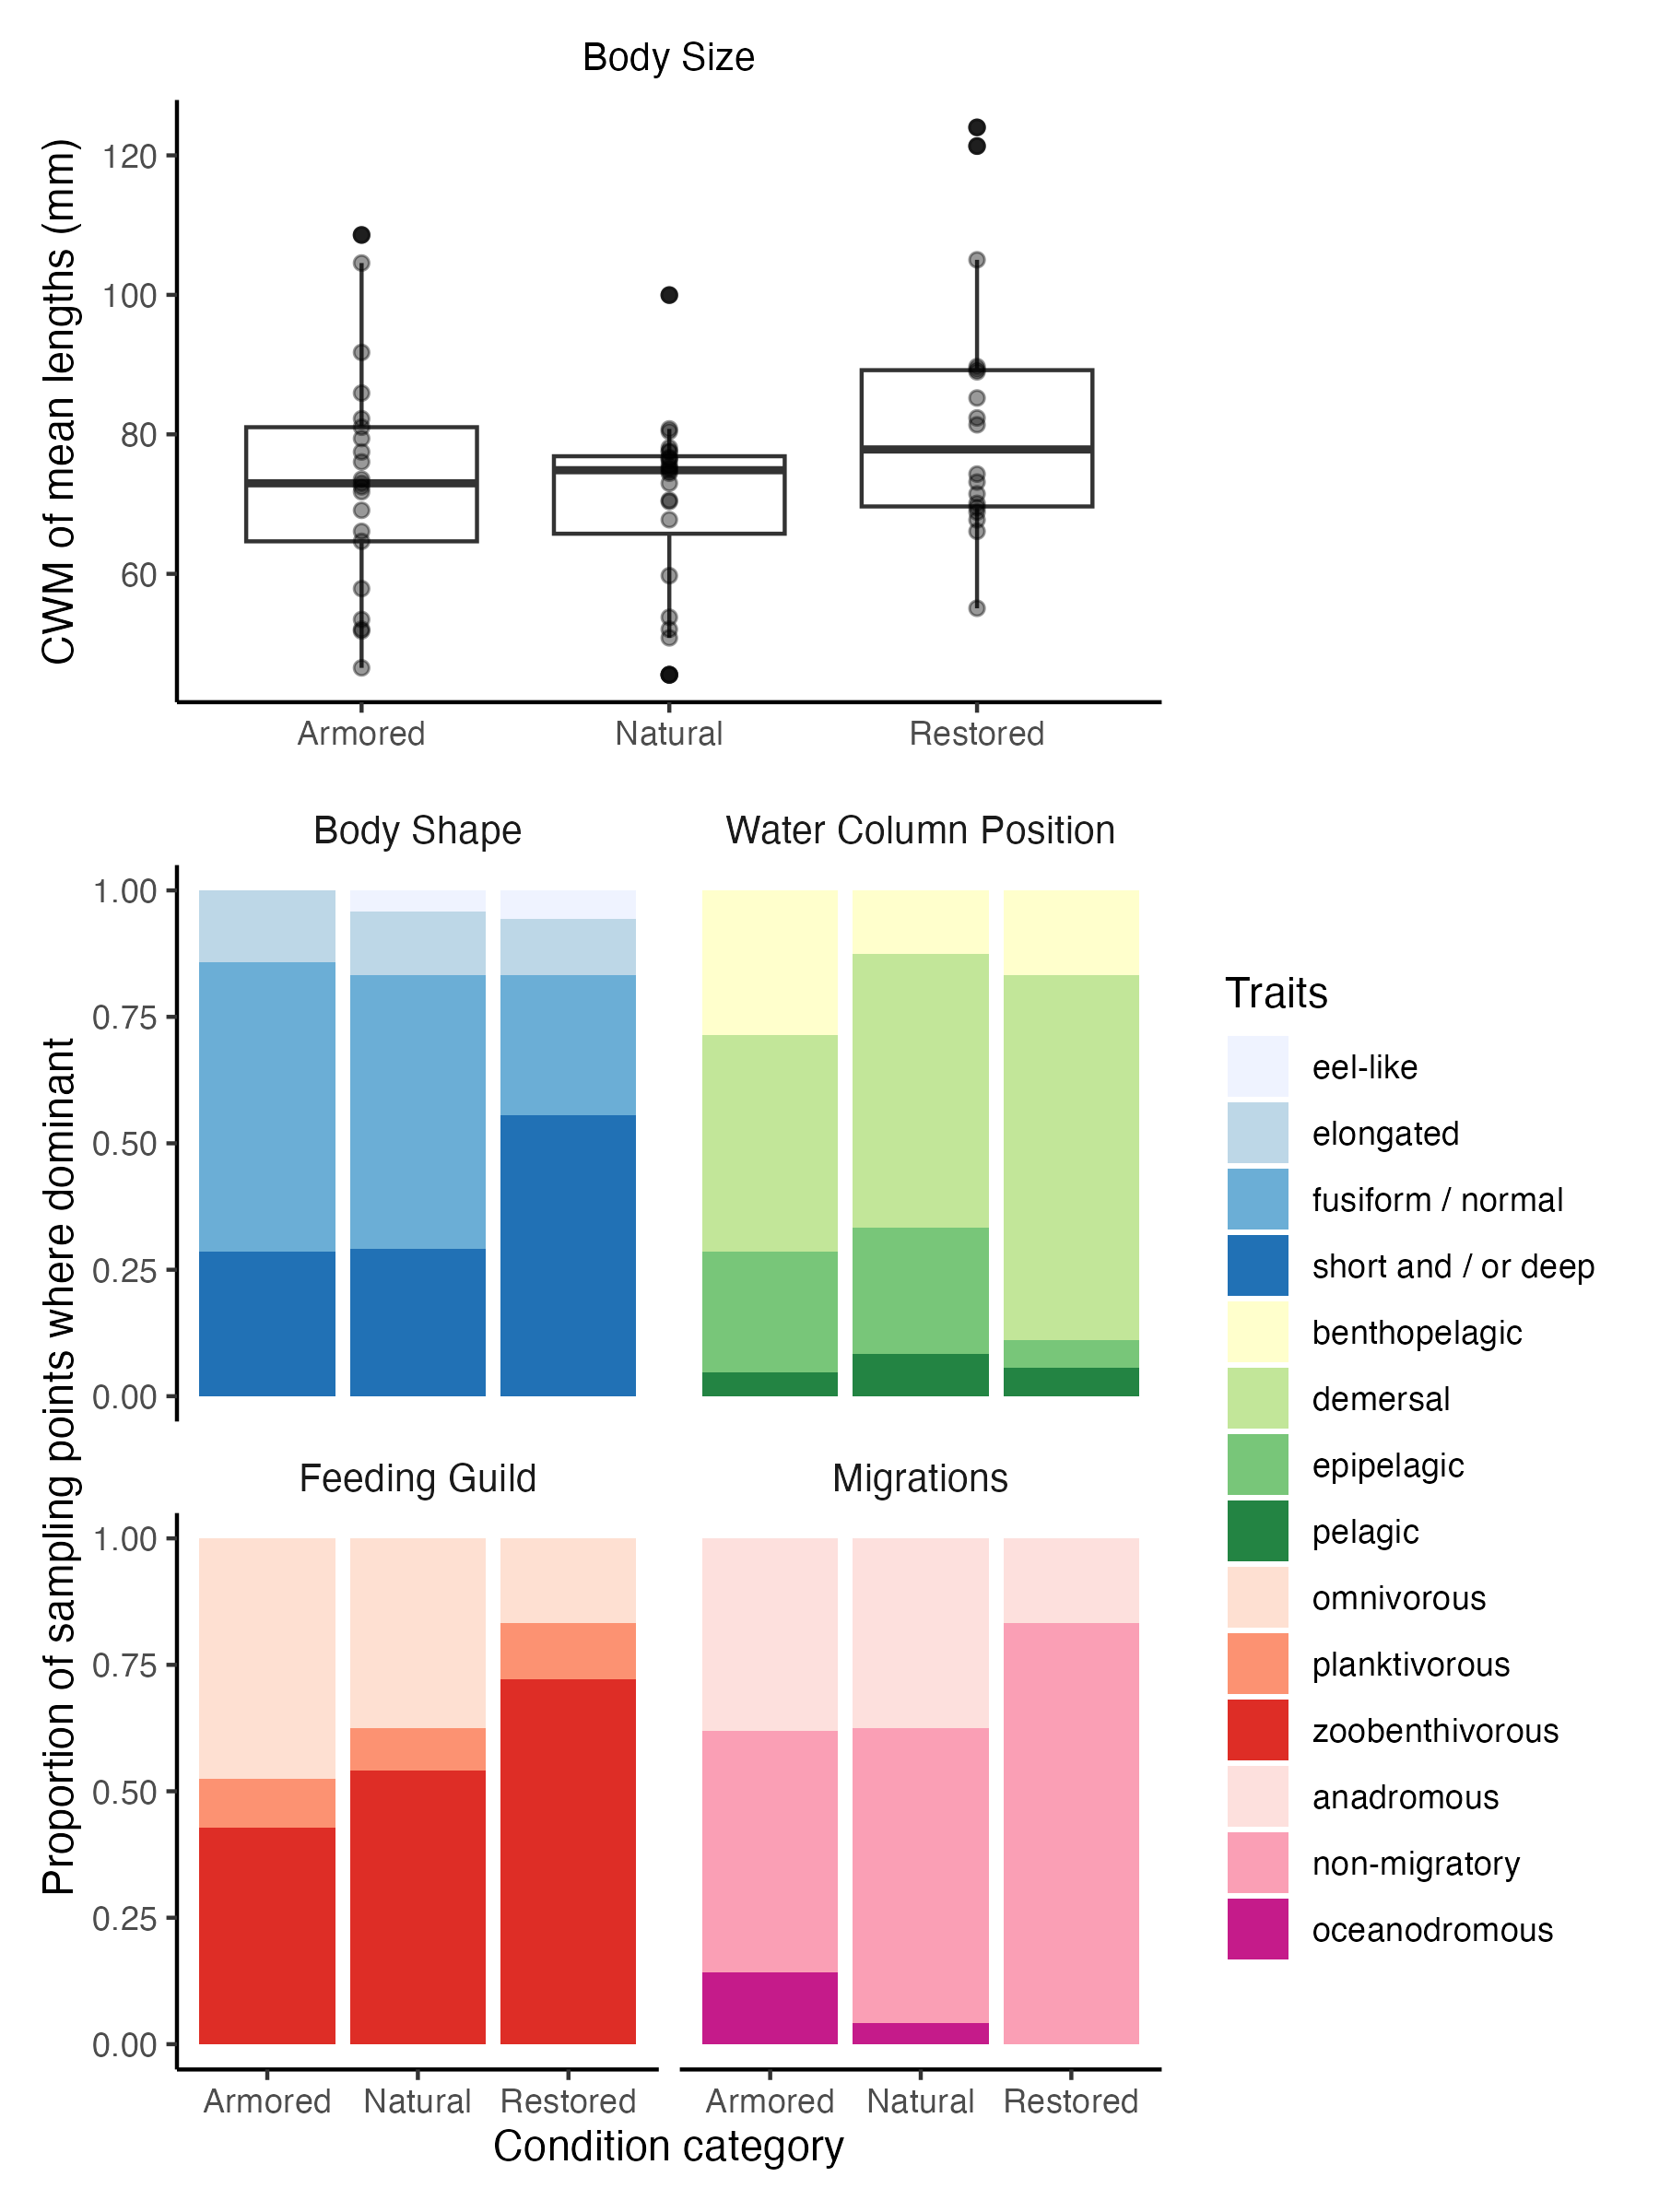 Body Size
CWM of mean lengths (mm)
120
100
80
60
Armored Natural Restored
Body Shape Water Column Position
Proportion of sampling points where dominant
1.00
0.75
0.50
0.25
0.00
Feeding Guild Migrations
1.00
0.75
0.50
0.25
0.00
Armored Natural Restored Armored Natural Restored
Condition category
Traits
eel-like
elongated
fusiform / normal
short and / or deep
benthopelagic
demersal
epipelagic
pelagic
omnivorous
planktivorous
zoobenthivorous
anadromous
non-migratory
oceanodromous